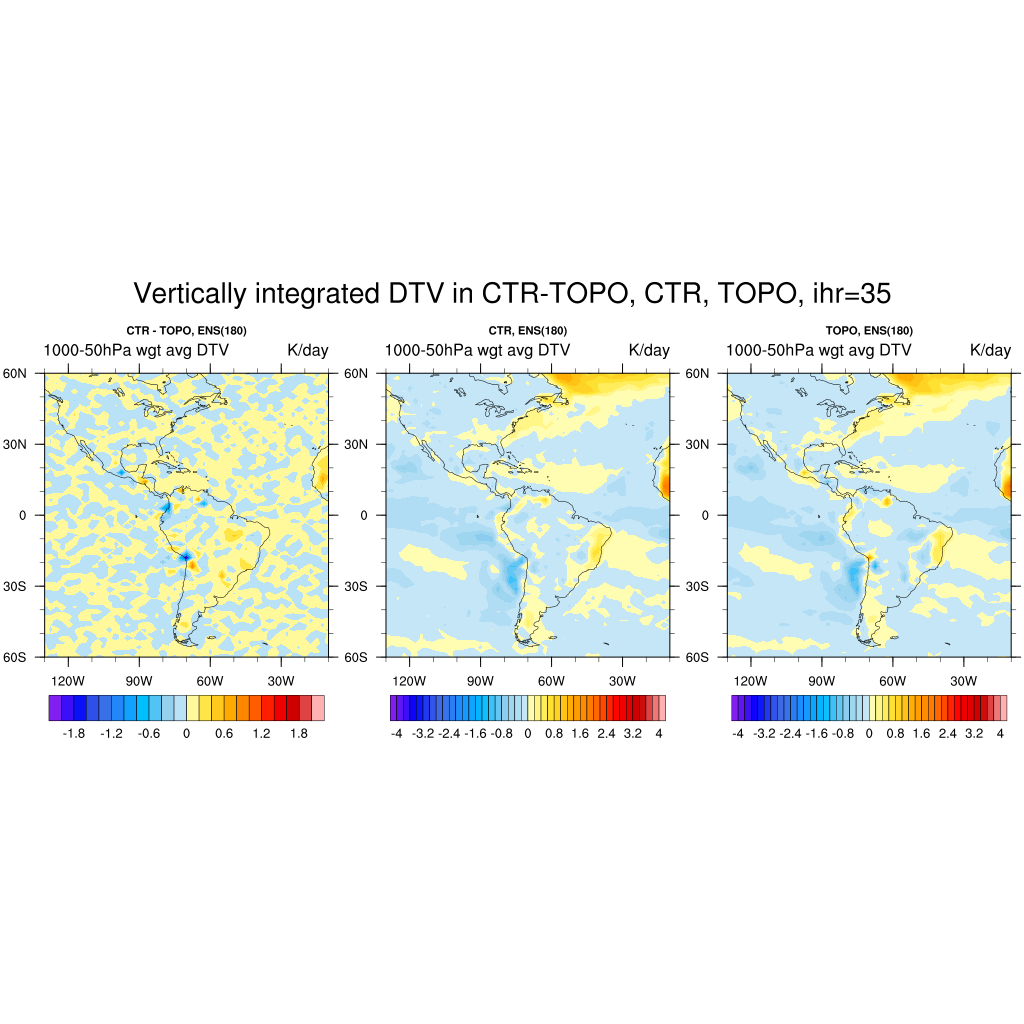 Vertically integrated DTV in CTR-TOPO, CTR, TOPO, ihr=35
CTR - TOPO, ENS(180)
1000-50hPa wgt avg DTV K/day
60N
30N
0
30S
60S
120W 90W 60W 30W
-1.8 -1.2 -0.6 0 0.6 1.2 1.8
CTR, ENS(180)
1000-50hPa wgt avg DTV K/day
60N
30N
0
30S
60S
120W 90W 60W 30W
-4 -3.2 -2.4 -1.6 -0.8 0 0.8 1.6 2.4 3.2 4
TOPO, ENS(180)
1000-50hPa wgt avg DTV K/day
60N
30N
0
30S
60S
120W 90W 60W 30W
-4 -3.2 -2.4 -1.6 -0.8 0 0.8 1.6 2.4 3.2 4